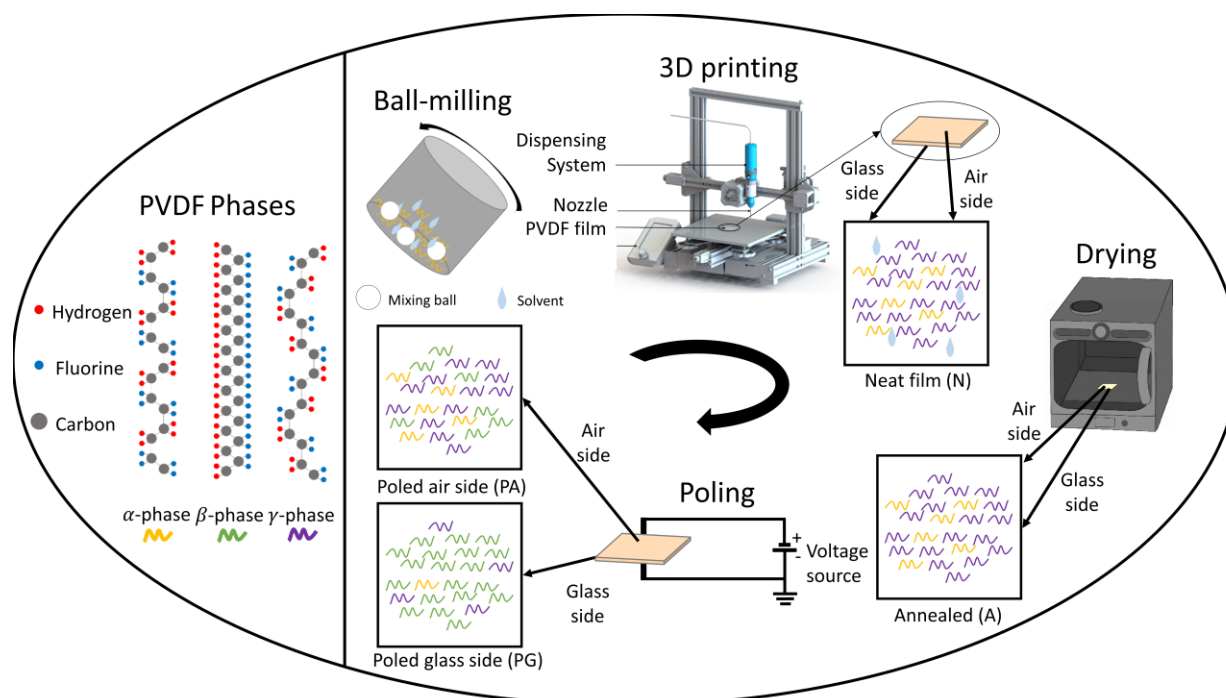 PVDF Phases
Hydrogen
Fluorine
Carbon
α-phase β-phase γ-phase
Ball-milling
Mixing ball
Solvent
3D printing
Dispensing
System
Nozzle
PVDF film
Glass
side
Air
side
Neat film (N)
Drying
Air
side
Glass
side
Annealed (A)
Poling
+
-
Voltage
source
Air
side
Glass
side
Poled air side (PA)
Poled glass side (PG)